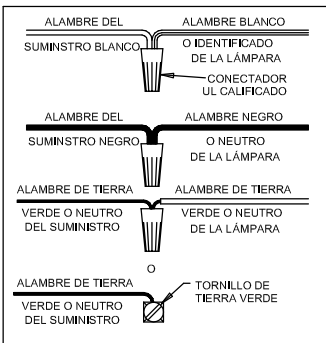 ALAMBRE DEL ALAMBRE BLANCO
SUMINSTRO BLANCO O IDENTIFICADO
DE LA LÁMPARA
CONECTADOR
UL CALIFICADO
ALAMBRE DEL ALAMBRE NEGRO
SUMINSTRO NEGRO O NEUTRO
DE LA LÁMPARA
ALAMBRE DE TIERRA ALAMBRE DE TIERRA
VERDE O NEUTRO VERDE O NEUTRO
DEL SUMINISTRO DE LA LÁMPARA
O
ALAMBRE DE TIERRA TORNILLO DE
TIERRA VERDE
VERDE O NEUTRO
DEL SUMINISTRO